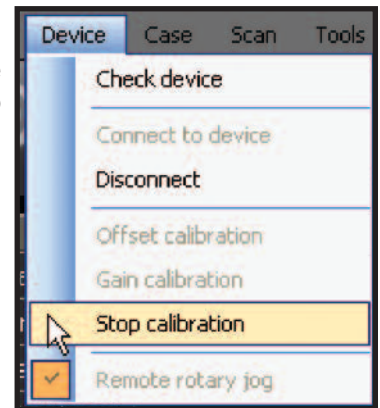 Device Case Scan Tools
Check device
Connect to device
Disconnect
Offset calibration
Gain calibration
Stop calibration
Remote rotary jog